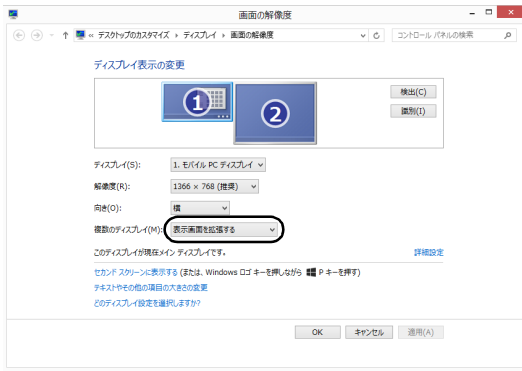 画面の解像度
« デスクトップのカスタマイズ ▸ ディスプレイ ▸ 画面の解像度
コントロール パネルの検索
ディスプレイ表示の変更
1
2
検出(C)
識別(I)
ディスプレイ(S): 1. モバイル PC ディスプレイ
解像度(R): 1366 × 768 (推奨)
向き(O): 横
複数のディスプレイ(M): 表示画面を拡張する
このディスプレイが現在メイン ディスプレイです。 詳細設定
セカンド スクリーンに表示する (または、Windows ロゴ キーを押しながら P キーを押す)
テキストやその他の項目の大きさの変更
どのディスプレイ設定を選択しますか?
OK キャンセル 適用(A)